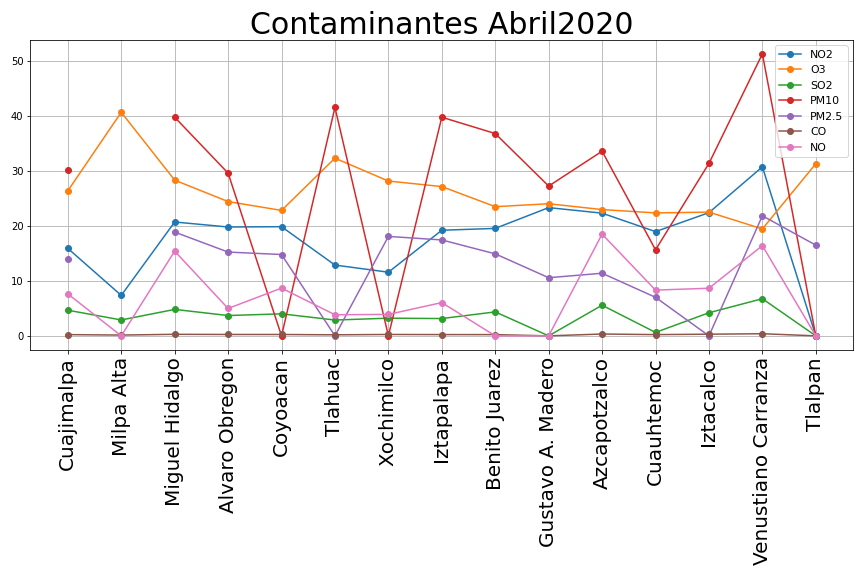 Contaminantes Abril2020
NO2
O3
SO2
PM10
PM2.5
CO
NO
50
40
30
20
10
0
Cuajimalpa
Milpa Alta
Miguel Hidalgo
Alvaro Obregon
Coyoacan
Tlahuac
Xochimilco
Iztapalapa
Benito Juarez
Gustavo A. Madero
Azcapotzalco
Cuauhtemoc
Iztacalco
Venustiano Carranza
Tlalpan